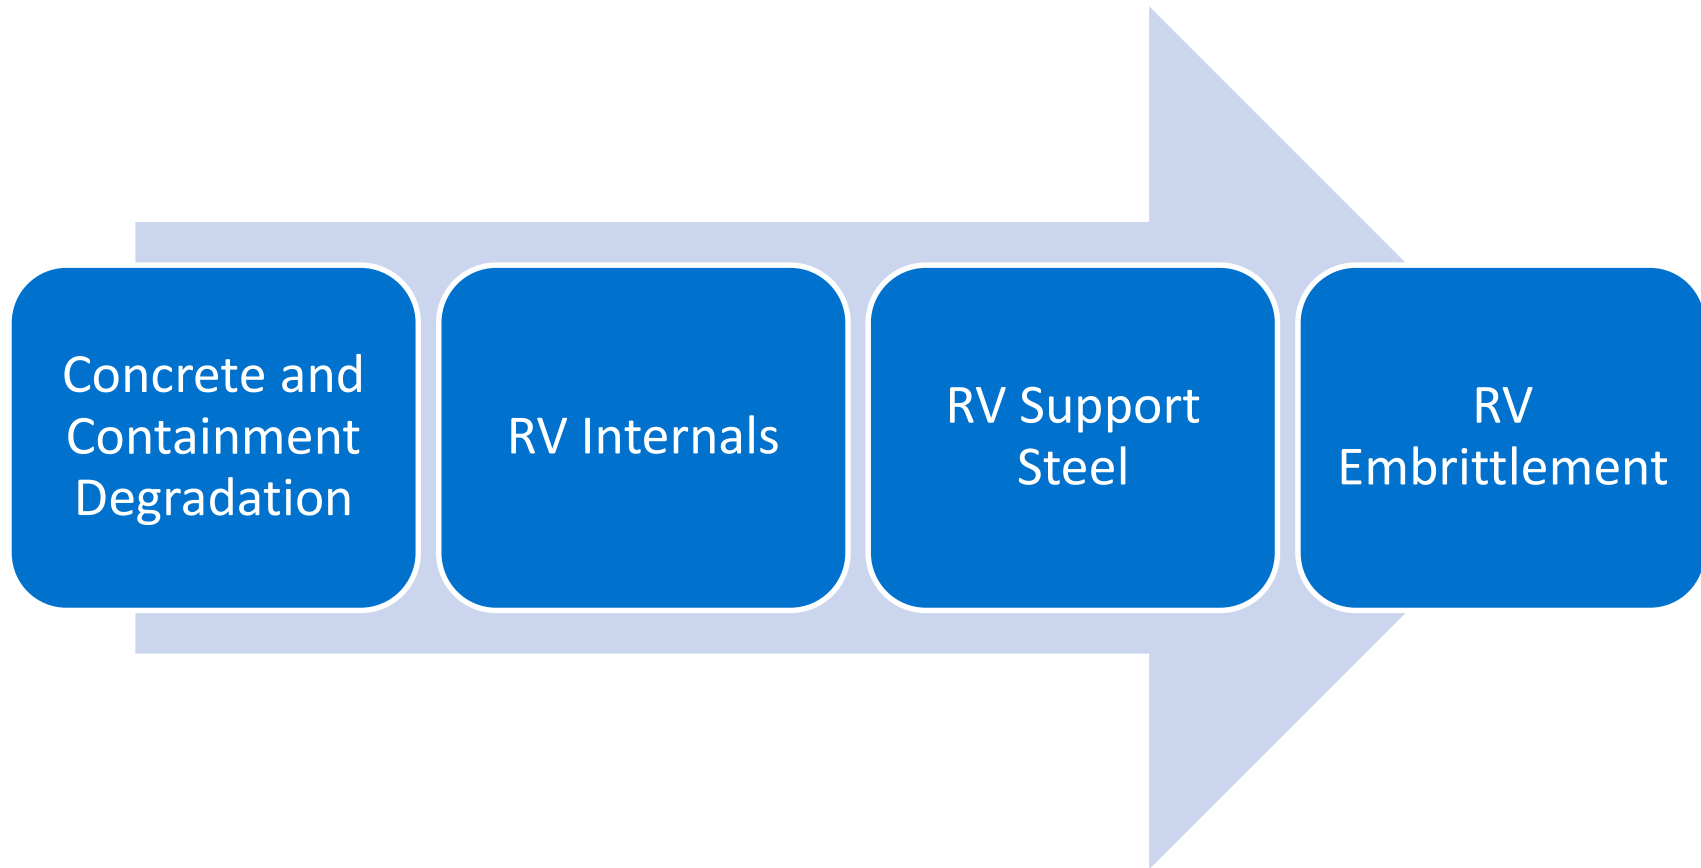 Concrete and
Containment
Degradation
RV Internals
RV Support
Steel
RV
Embrittlement